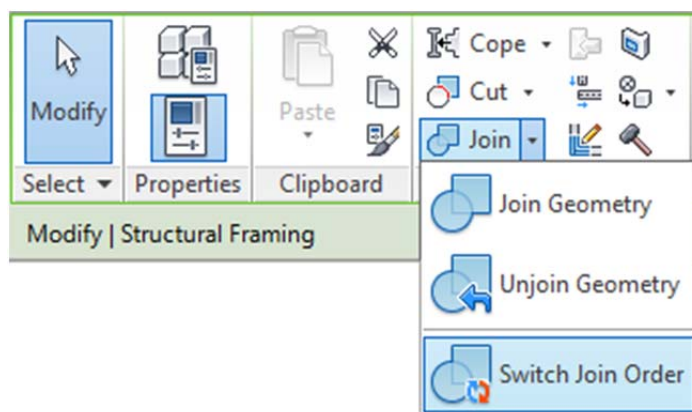 Modify
Paste
Cope
Cut
Join
Select
Properties
Clipboard
Modify | Structural Framing
Join Geometry
Unjoin Geometry
Switch Join Order